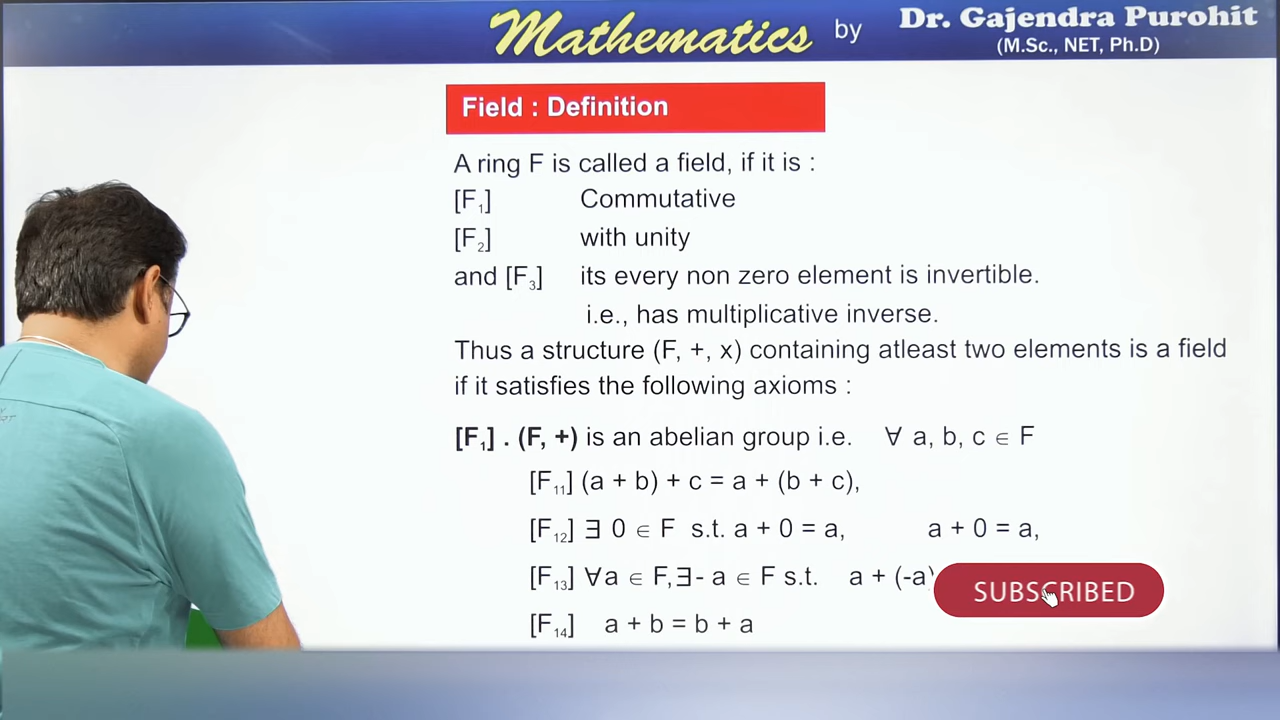 Mathematics by Dr. Gajendra Purohit
(M.Sc., NET, Ph.D)
Field : Definition
A ring F is called a field, if it is :
[F₁] Commutative
[F₂] with unity
and [F₃] its every non zero element is invertible.
i.e., has multiplicative inverse.
Thus a structure (F, +, x) containing atleast two elements is a field
if it satisfies the following axioms :
[F₁] . (F, +) is an abelian group i.e. ∀ a, b, c ∈ F
[F₁₁] (a + b) + c = a + (b + c),
[F₁₂] ∃ 0 ∈ F s.t. a + 0 = a, a + 0 = a,
[F₁₃] ∀a ∈ F,∃- a ∈ F s.t. a + (-a)
SUBSCRIBED
[F₁₄] a + b = b + a